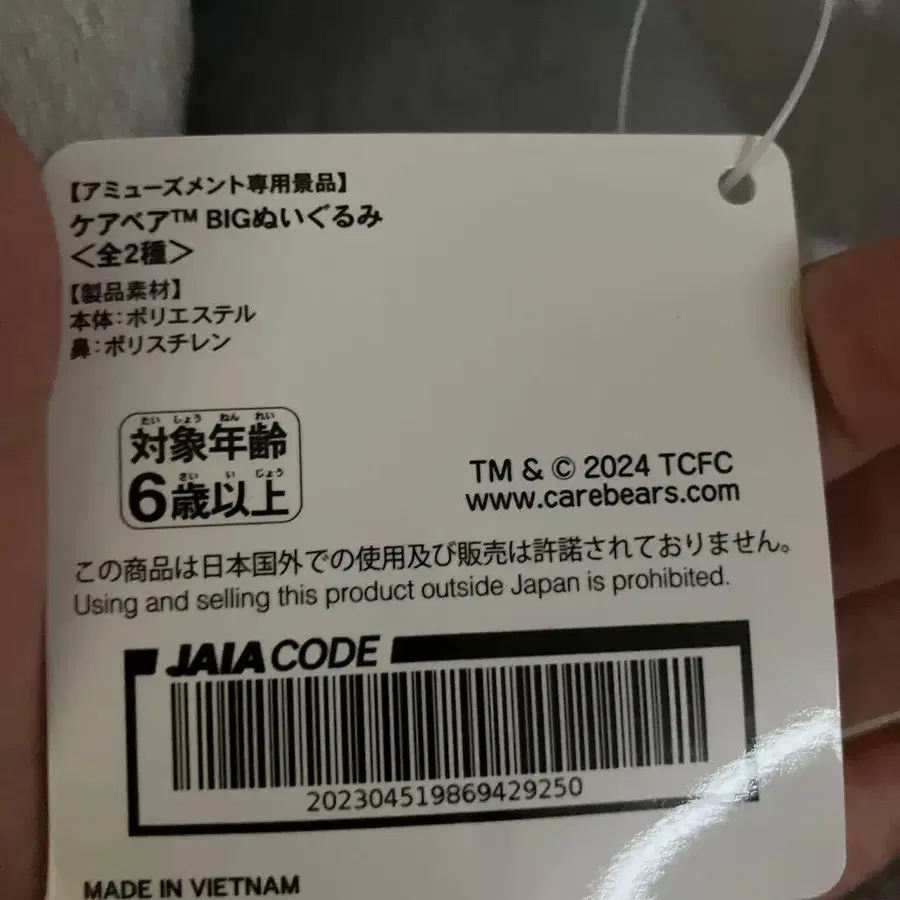 【アミューズメント専用景品】
ケアベア™ BIGぬいぐるみ
＜全2種＞
【製品素材】
本体：ポリエステル
鼻：ポリスチレン
たい しょう ねん れい
対象年齢
さい い じょう
6歳以上
TM & © 2024 TCFC
www.carebears.com
この商品は日本国外での使用及び販売は許諾されておりません。
Using and selling this product outside Japan is prohibited.
JAIA CODE
202304519869429250
MADE IN VIETNAM